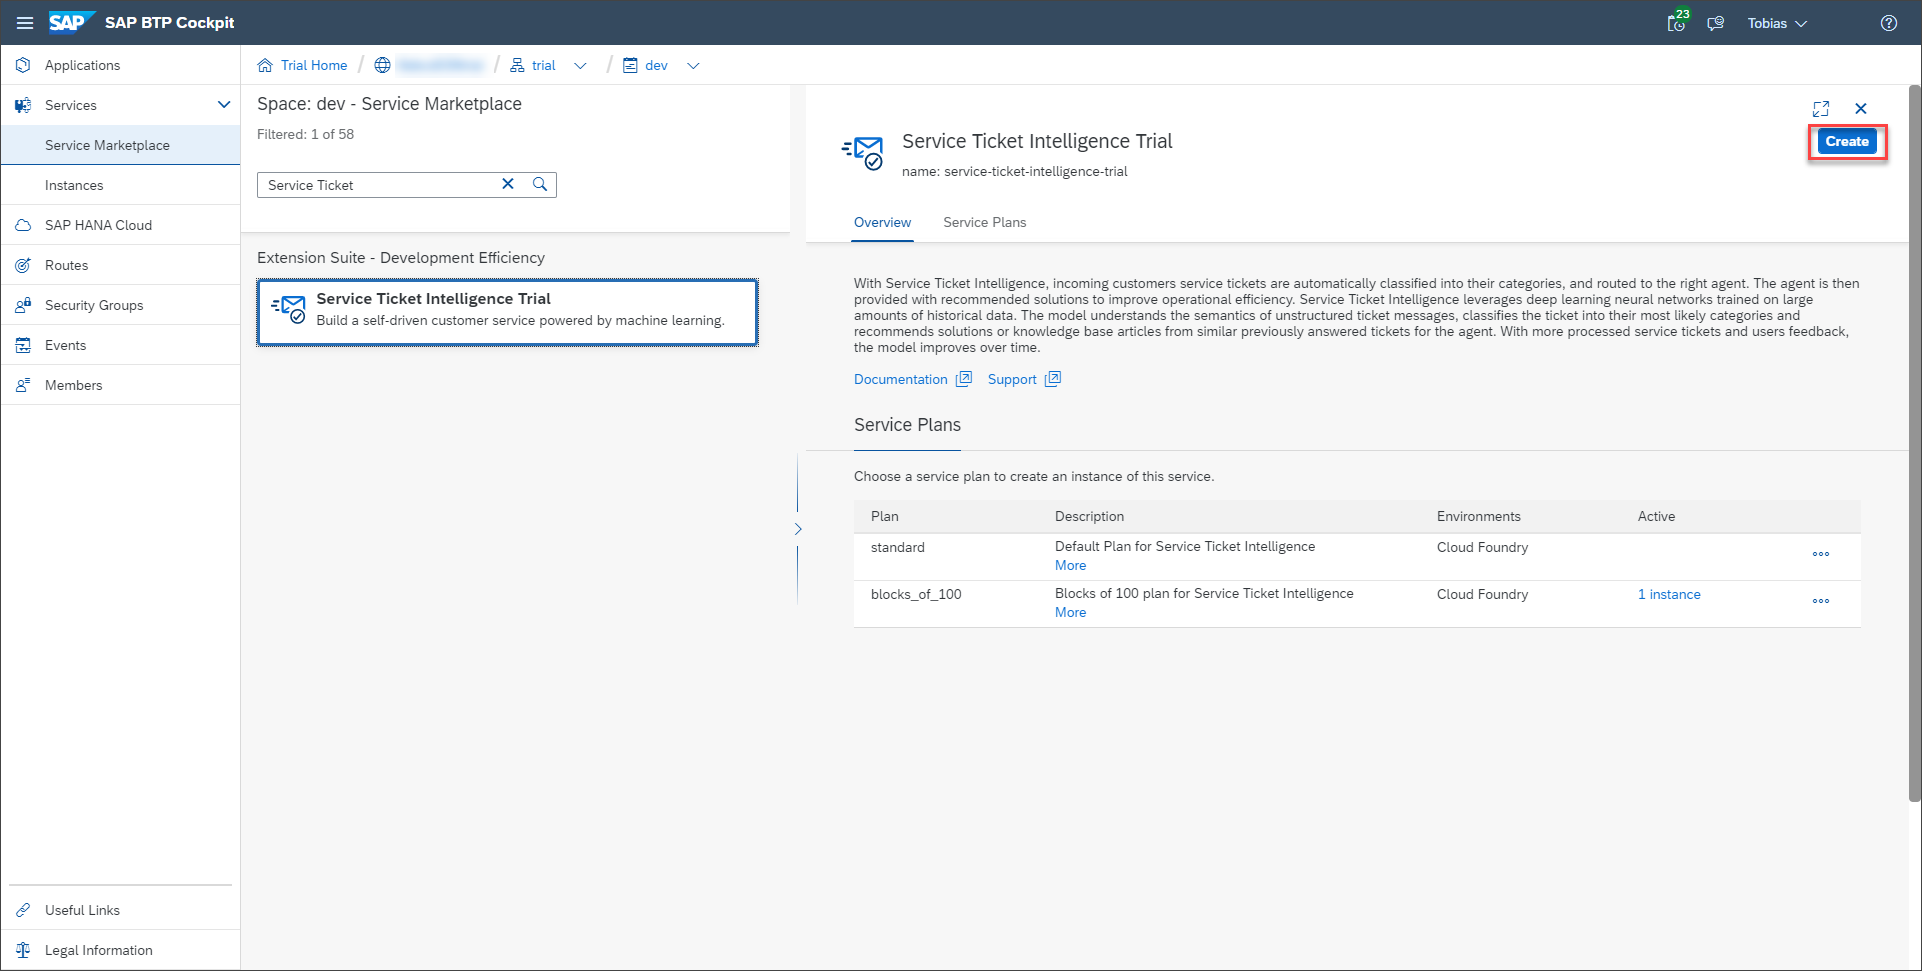 SAP SAP BTP Cockpit
23
Tobias
Applications
Services
Service Marketplace
Instances
SAP HANA Cloud
Routes
Security Groups
Events
Members
Useful Links
Legal Information
Trial Home / / trial / dev
Space: dev - Service Marketplace
Filtered: 1 of 58
Service Ticket
Extension Suite - Development Efficiency
Service Ticket Intelligence Trial
Build a self-driven customer service powered by machine learning.
Service Ticket Intelligence Trial
Create
name: service-ticket-intelligence-trial
Overview Service Plans
With Service Ticket Intelligence, incoming customers service tickets are automatically classified into their categories, and routed to the right agent. The agent is then
provided with recommended solutions to improve operational efficiency. Service Ticket Intelligence leverages deep learning neural networks trained on large
amounts of historical data. The model understands the semantics of unstructured ticket messages, classifies the ticket into their most likely categories and
recommends solutions or knowledge base articles from similar previously answered tickets for the agent. With more processed service tickets and users feedback,
the model improves over time.
Documentation Support
Service Plans
Choose a service plan to create an instance of this service.
Plan Description Environments Active
standard Default Plan for Service Ticket Intelligence Cloud Foundry
More
blocks_of_100 Blocks of 100 plan for Service Ticket Intelligence Cloud Foundry 1 instance
More